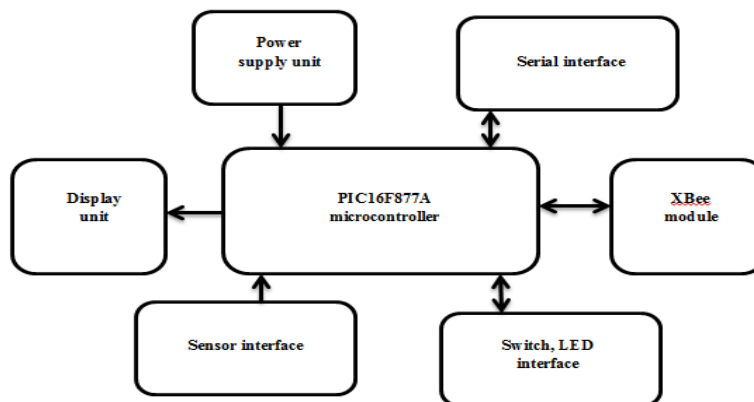 Power
supply unit
Serial interface
Display
unit
PIC16F877A
microcontroller
XBee
module
Sensor interface
Switch, LED
interface